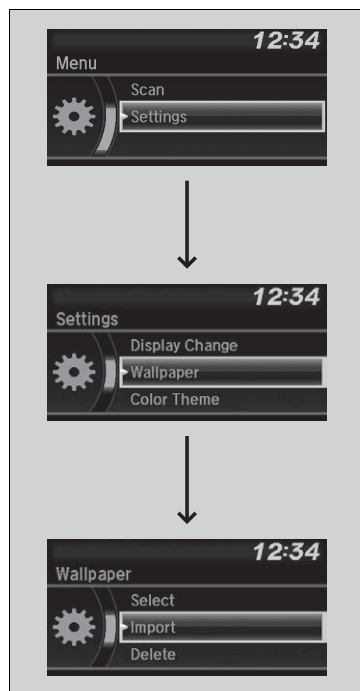 12:34
Menu
Scan
Settings
12:34
Settings
Display Change
Wallpaper
Color Theme
12:34
Wallpaper
Select
Import
Delete